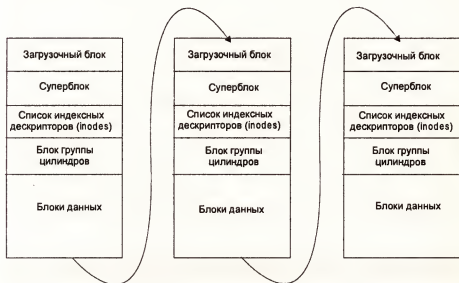 Загрузочный блок
Суперблок
Список индексных
дескрипторов (inodes)
Блок группы
цилиндров
Блоки данных
Загрузочный блок
Суперблок
Список индексных
дескрипторов (inodes)
Блок группы
цилиндров
Блоки данных
Загрузочный блок
Суперблок
Список индексных
дескрипторов (inodes)
Блок группы
цилиндров
Блоки данных